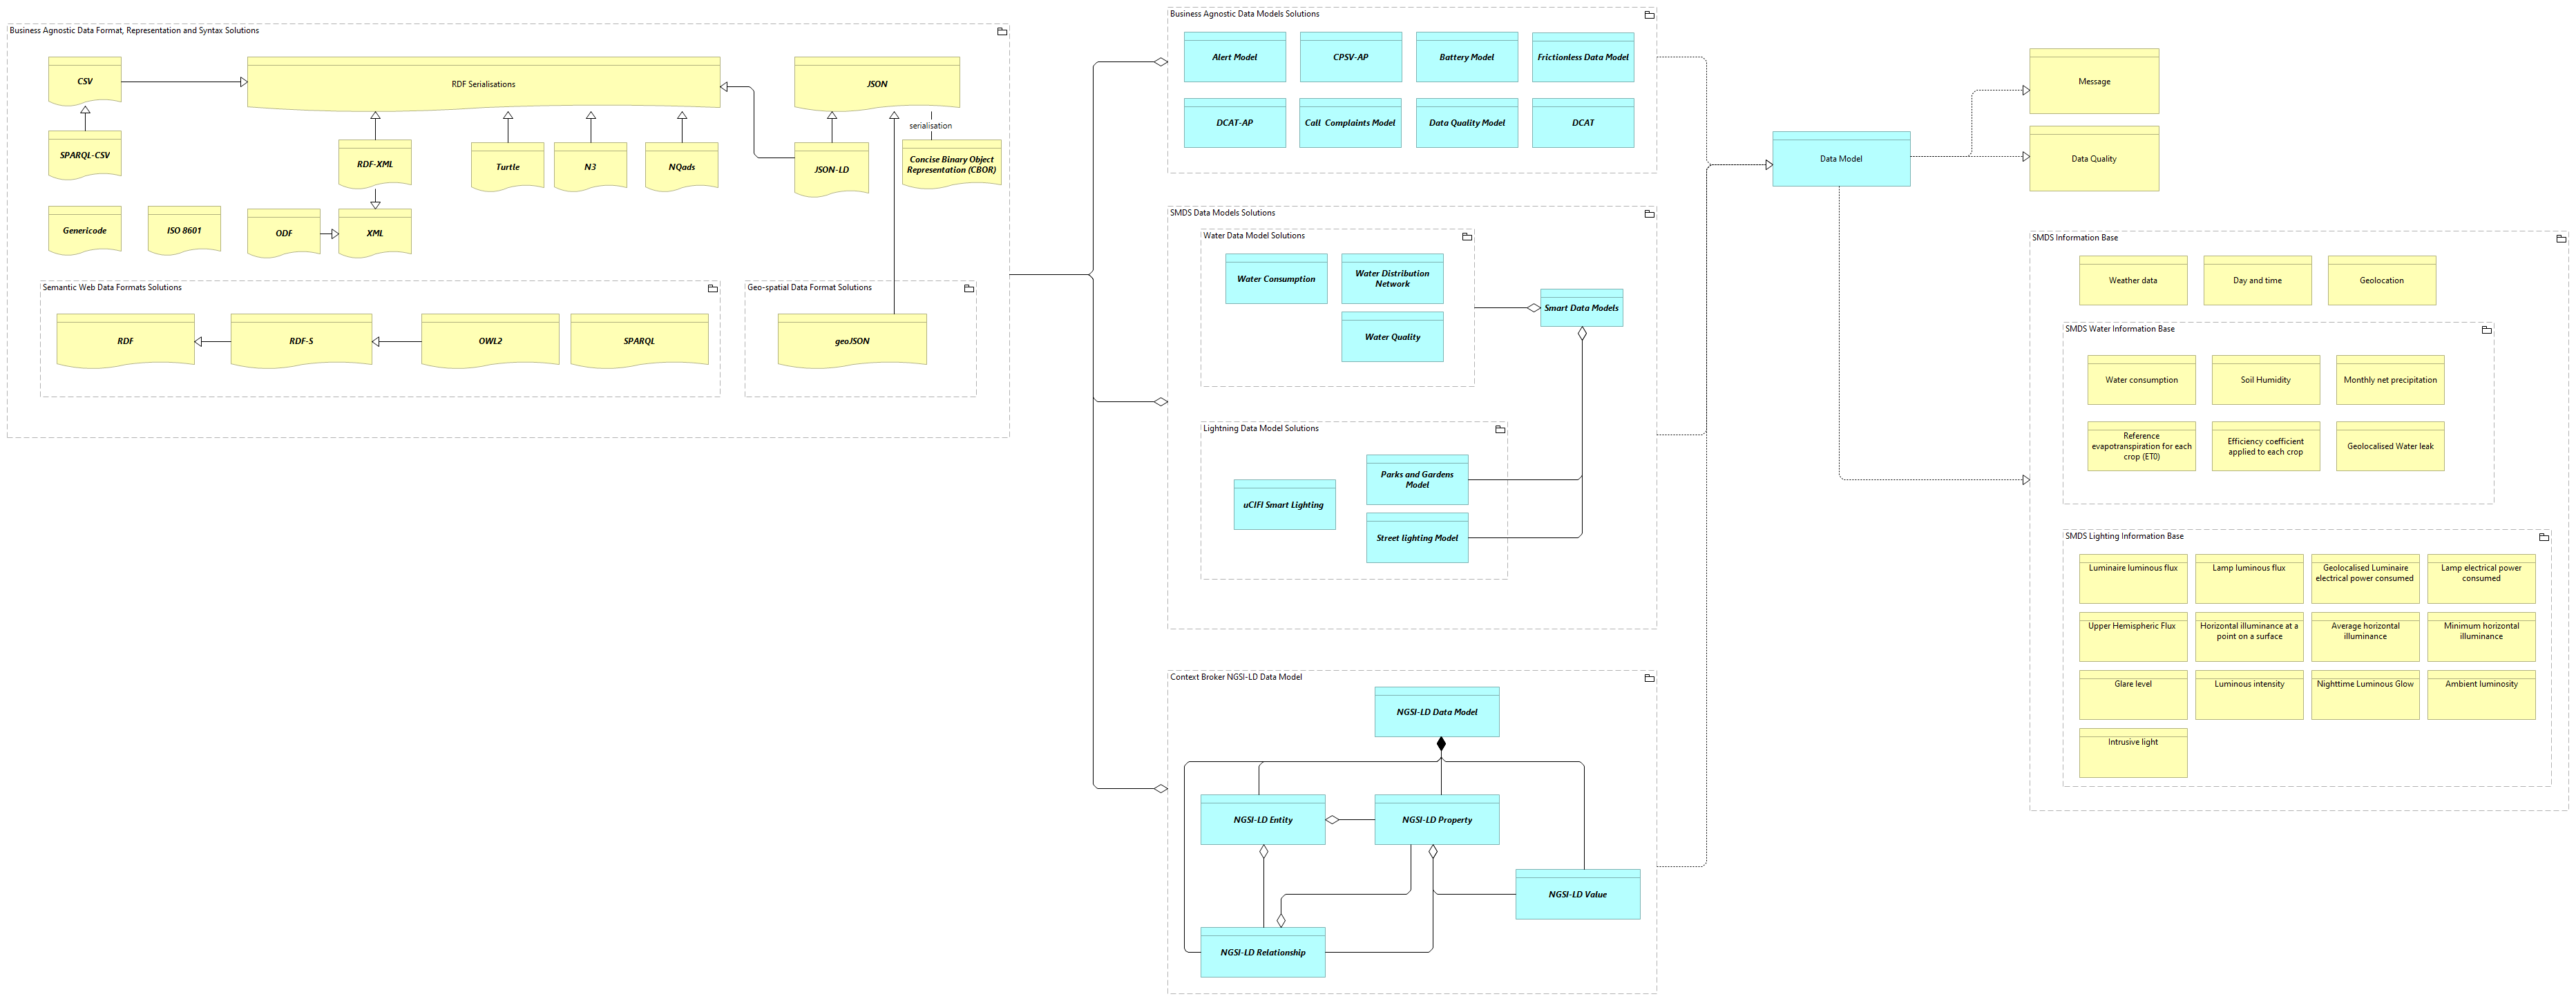 Business Agnostic Data Format, Representation and Syntax Solutions
CSV
RDF Serialisations
JSON
serialisation
SPARQL-CSV
RDF-XML
Turtle
N3
NQads
JSON-LD
Concise Binary Object
Representation (CBOR)
Genericode
ISO 8601
ODF
XML
Semantic Web Data Formats Solutions
RDF
RDF-S
OWL2
SPARQL
Geo-spatial Data Format Solutions
geoJSON
Business Agnostic Data Models Solutions
Alert Model
CPSV-AP
Battery Model
Frictionless Data Model
DCAT-AP
Call  Complaints Model
Data Quality Model
DCAT
SMDS Data Models Solutions
Water Data Model Solutions
Water Consumption
Water Distribution
Network
Water Quality
Smart Data Models
Lightning Data Model Solutions
uCIFI Smart Lighting
Parks and Gardens
Model
Street lighting Model
Context Broker NGSI-LD Data Model
NGSI-LD Data Model
NGSI-LD Entity
NGSI-LD Property
NGSI-LD Value
NGSI-LD Relationship
Data Model
Message
Data Quality
SMDS Information Base
Weather data
Day and time
Geolocation
SMDS Water Information Base
Water consumption
Soil Humidity
Monthly net precipitation
Reference
evapotranspiration for each
crop (ET0)
Efficiency coefficient
applied to each crop
Geolocalised Water leak
SMDS Lighting Information Base
Luminaire luminous flux
Lamp luminous flux
Geolocalised Luminaire
electrical power consumed
Lamp electrical power
consumed
Upper Hemispheric Flux
Horizontal illuminance at a
point on a surface
Average horizontal
illuminance
Minimum horizontal
illuminance
Glare level
Luminous intensity
Nighttime Luminous Glow
Ambient luminosity
Intrusive light